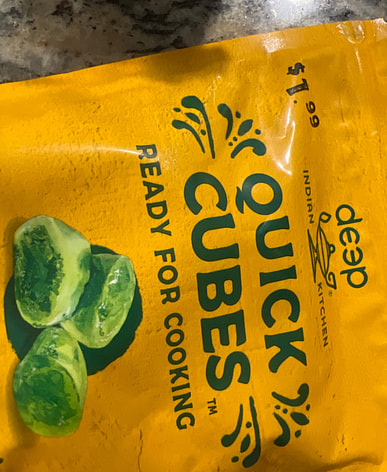 $1.99
deep
INDIAN KITCHEN®
QUICK
CUBES™
READY FOR COOKING